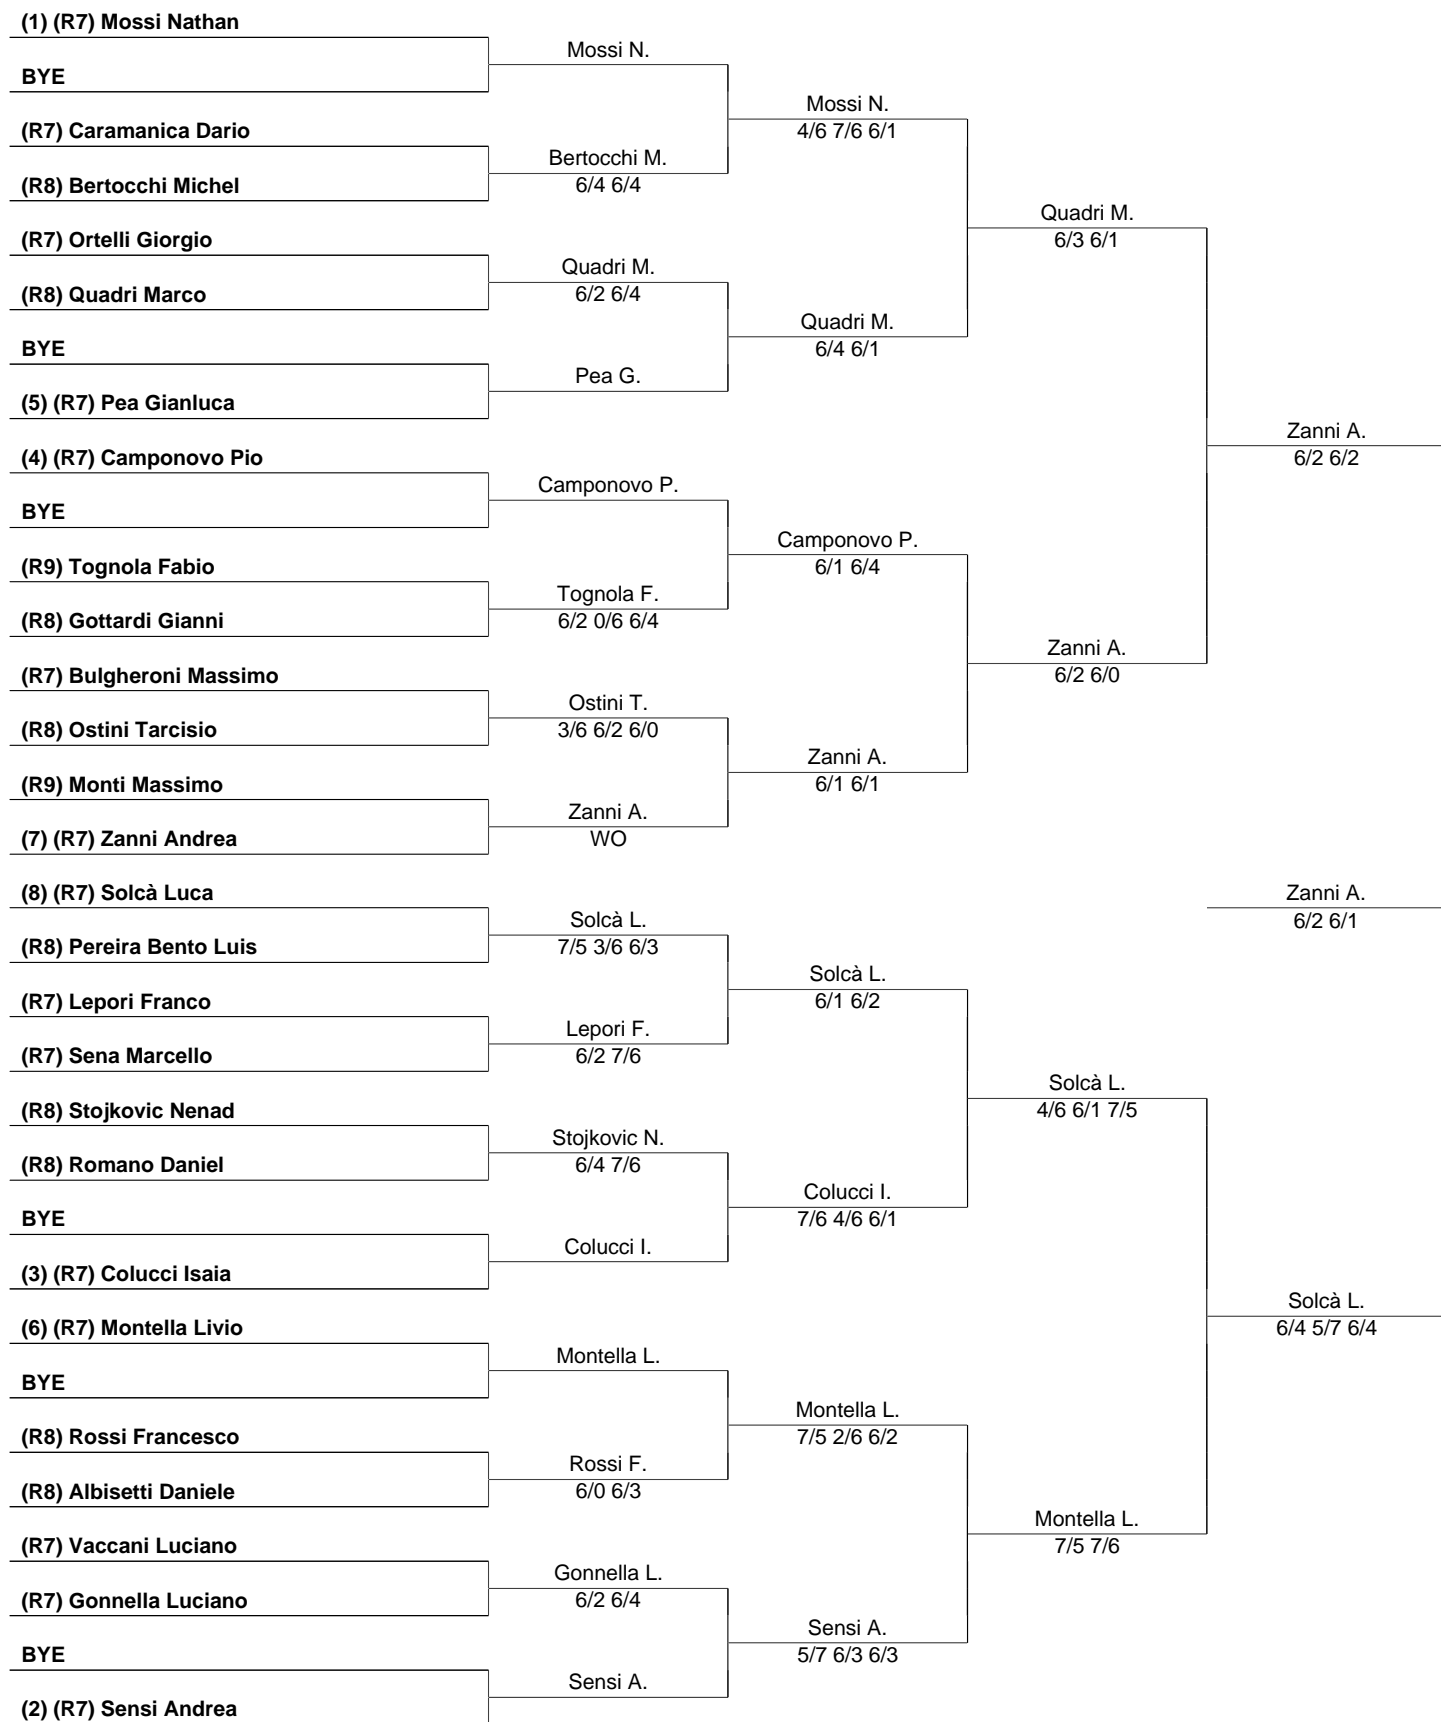 (1) (R7) Mossi Nathan
BYE
(R7) Caramanica Dario
(R8) Bertocchi Michel
(R7) Ortelli Giorgio
(R8) Quadri Marco
BYE
(5) (R7) Pea Gianluca
(4) (R7) Camponovo Pio
BYE
(R9) Tognola Fabio
(R8) Gottardi Gianni
(R7) Bulgheroni Massimo
(R8) Ostini Tarcisio
(R9) Monti Massimo
(7) (R7) Zanni Andrea
(8) (R7) Solcà Luca
(R8) Pereira Bento Luis
(R7) Lepori Franco
(R7) Sena Marcello
(R8) Stojkovic Nenad
(R8) Romano Daniel
BYE
(3) (R7) Colucci Isaia
(6) (R7) Montella Livio
BYE
(R8) Rossi Francesco
(R8) Albisetti Daniele
(R7) Vaccani Luciano
(R7) Gonnella Luciano
BYE
(2) (R7) Sensi Andrea
Mossi N.
Bertocchi M.
6/4 6/4
Quadri M.
6/2 6/4
Pea G.
Camponovo P.
Tognola F.
6/2 0/6 6/4
Ostini T.
3/6 6/2 6/0
Zanni A.
WO
Solcà L.
7/5 3/6 6/3
Lepori F.
6/2 7/6
Stojkovic N.
6/4 7/6
Colucci I.
Montella L.
Rossi F.
6/0 6/3
Gonnella L.
6/2 6/4
Sensi A.
Mossi N.
4/6 7/6 6/1
Quadri M.
6/4 6/1
Camponovo P.
6/1 6/4
Zanni A.
6/1 6/1
Solcà L.
6/1 6/2
Colucci I.
7/6 4/6 6/1
Montella L.
7/5 2/6 6/2
Sensi A.
5/7 6/3 6/3
Quadri M.
6/3 6/1
Zanni A.
6/2 6/0
Solcà L.
4/6 6/1 7/5
Montella L.
7/5 7/6
Zanni A.
6/2 6/2
Zanni A.
6/2 6/1
Solcà L.
6/4 5/7 6/4